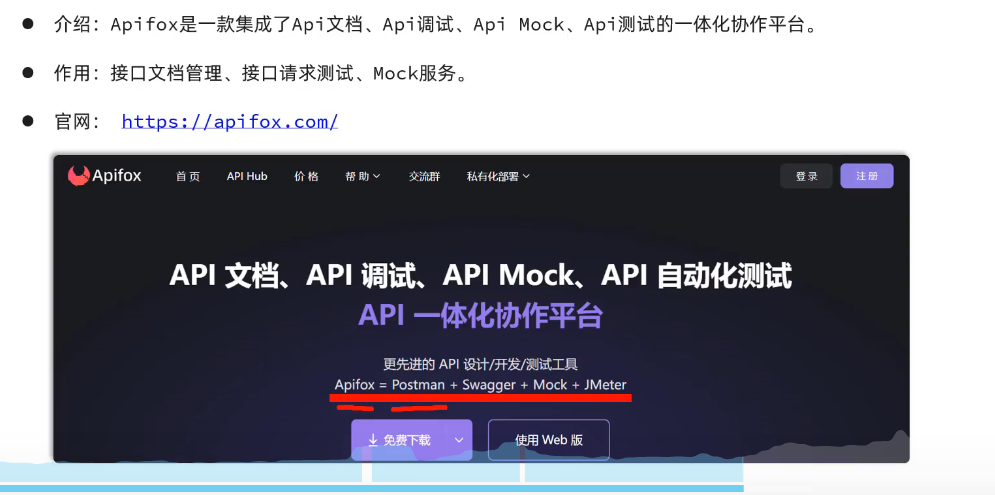 介绍：Apifox是一款集成了Api文档、Api调试、Api Mock、Api测试的一体化协作平台。
作用：接口文档管理、接口请求测试、Mock服务。
官网： https://apifox.com/
Apifox 首页 API Hub 价格 帮助 交流群 私有化部署 登录 注册
API 文档、API 调试、API Mock、API 自动化测试
API 一体化协作平台
更先进的 API 设计/开发/测试工具
Apifox = Postman + Swagger + Mock + JMeter
免费下载 使用 Web 版